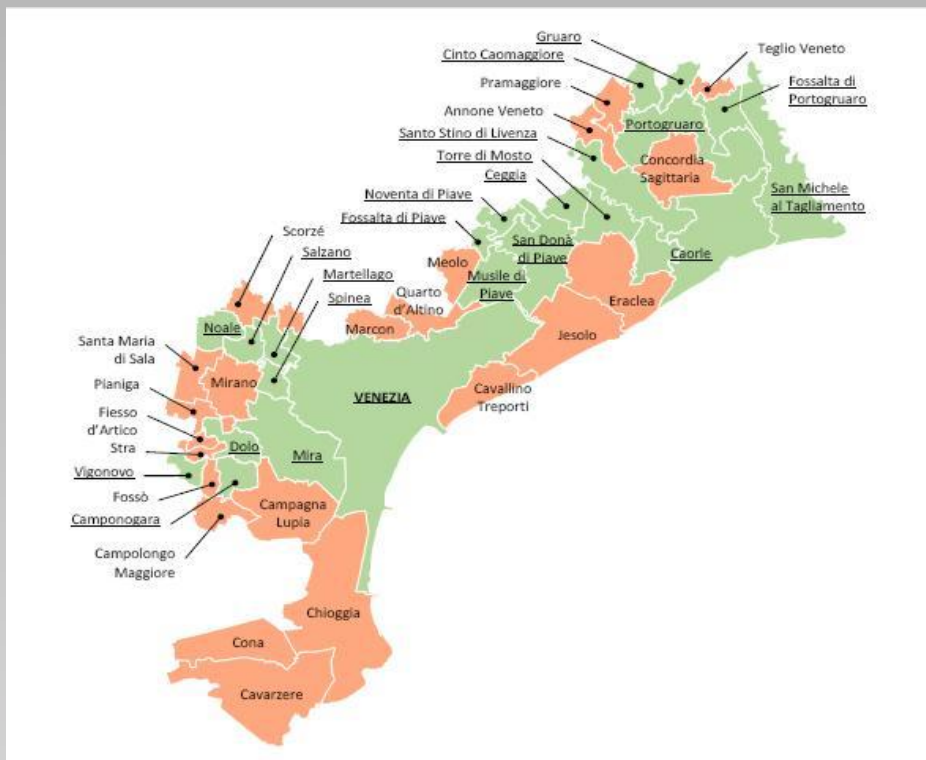 Gruaro
Cinto Caomaggiore
Teglio Veneto
Pramaggiore
Fossalta di
Portogruaro
Annone Veneto
Portogruaro
Santo Stino di Livenza
Concordia
Sagittaria
Torre di Mosto
Ceggia
San Michele
al Tagliamento
Noventa di Piave
Fossalta di Piave
San Donà
di Piave
Caorle
Scorzé
Salzano
Meolo
Musile di
Piave
Martellago
Quarto
d'Altino
Eraclea
Spinea
Marcon
Jesolo
Noale
Santa Maria
di Sala
Mirano
Cavallino
Treporti
Pianiga
VENEZIA
Fiesso
d'Artico
Stra
Dolo
Mira
Vigonovo
Fossò
Campagna
Lupia
Camponogara
Campolongo
Maggiore
Chioggia
Cona
Cavarzere